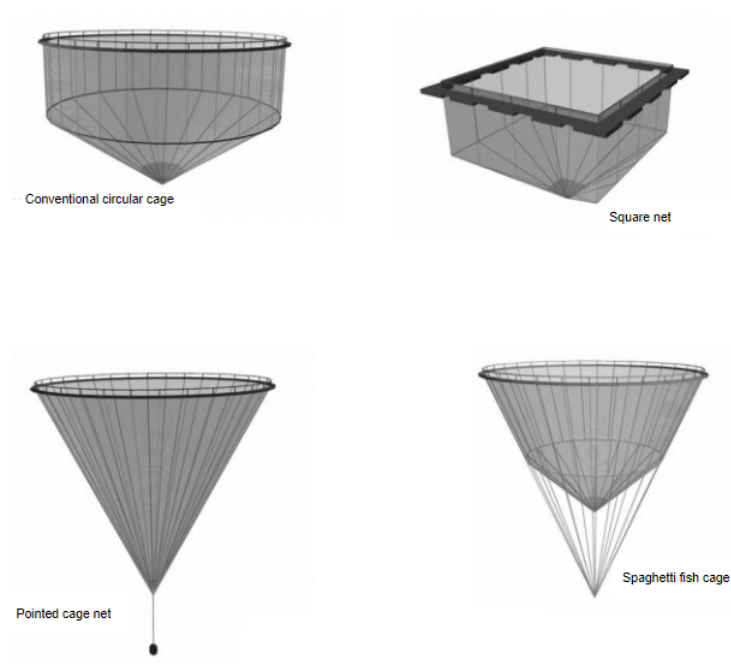 Conventional circular cage
Square net
Pointed cage net
Spaghetti fish cage